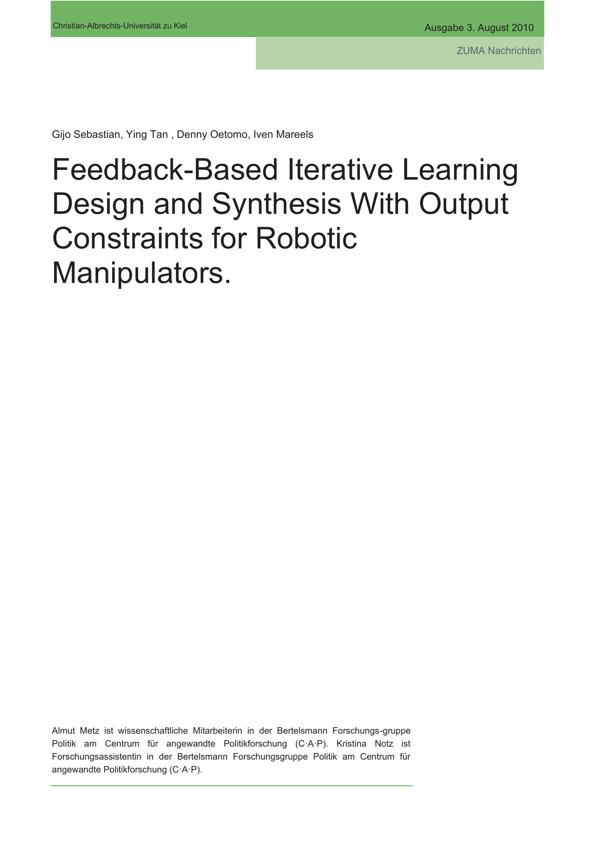 Christian-Albrechts-Universität zu Kiel
Ausgabe 3. August 2010
ZUMA Nachrichten
Gijo Sebastian, Ying Tan , Denny Oetomo, Iven Mareels
Feedback-Based Iterative Learning
Design and Synthesis With Output
Constraints for Robotic
Manipulators.
Almut Metz ist wissenschaftliche Mitarbeiterin in der Bertelsmann Forschungs-gruppe
Politik am Centrum für angewandte Politikforschung (C·A·P). Kristina Notz ist
Forschungsassistentin in der Bertelsmann Forschungsgruppe Politik am Centrum für
angewandte Politikforschung (C·A·P).